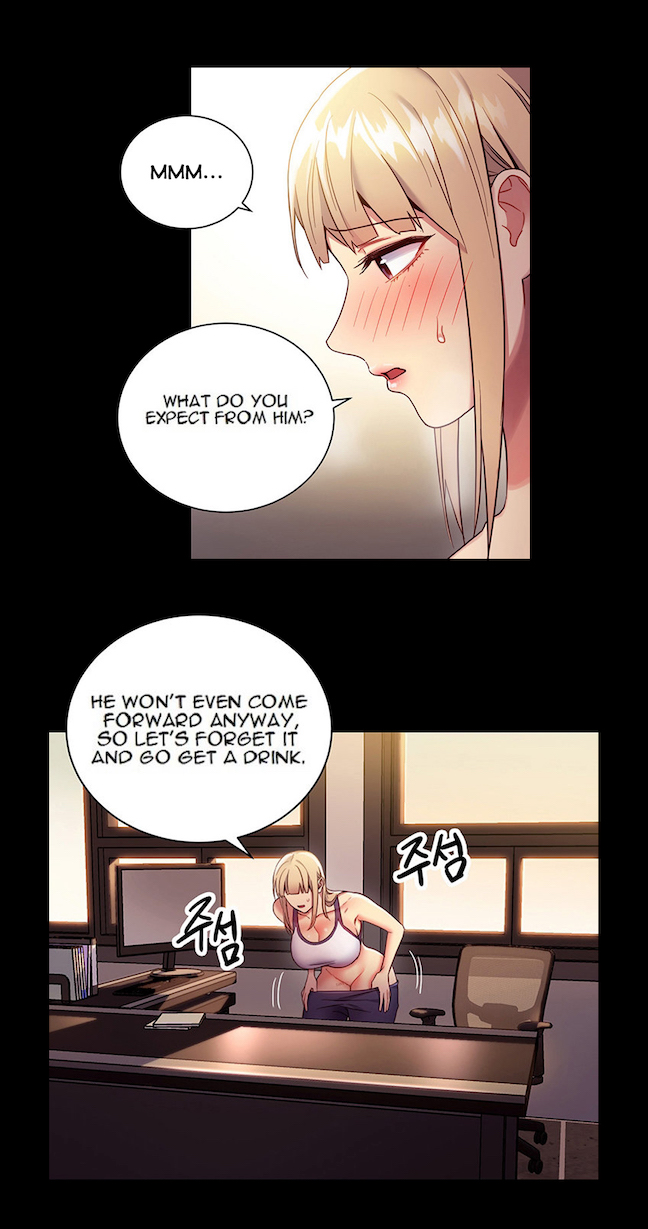 MMM...
WHAT DO YOU
EXPECT FROM HIM?
HE WON'T EVEN COME
FORWARD ANYWAY,
SO LET'S FORGET IT
AND GO GET A DRINK.
주섬
주섬